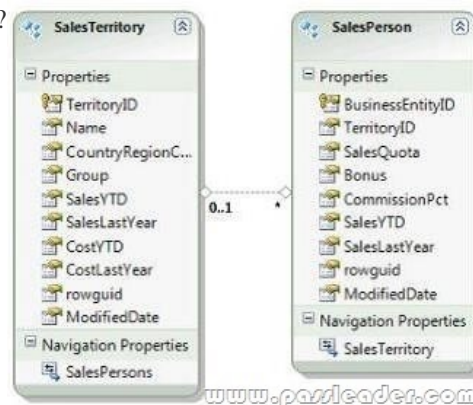 ?
SalesTerritory
Properties
TerritoryID
Name
CountryRegionC...
Group
SalesYTD
SalesLastYear
CostYTD
CostLastYear
rowguid
ModifiedDate
Navigation Properties
SalesPersons
0..1
*
SalesPerson
Properties
BusinessEntityID
TerritoryID
SalesQuota
Bonus
CommissionPct
SalesYTD
SalesLastYear
rowguid
ModifiedDate
Navigation Properties
SalesTerritory
www.passleader.com